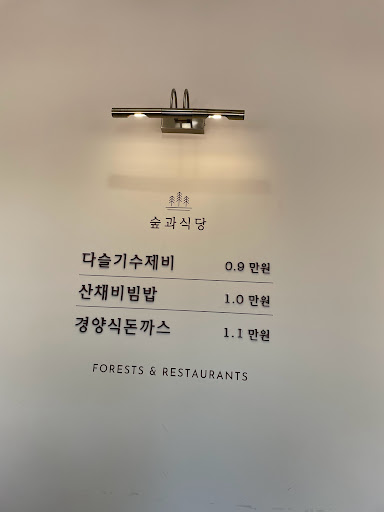 숲과식당
다슬기수제비 0.9 만원
산채비빔밥 1.0 만원
경양식돈까스 1.1 만원
FORESTS & RESTAURANTS